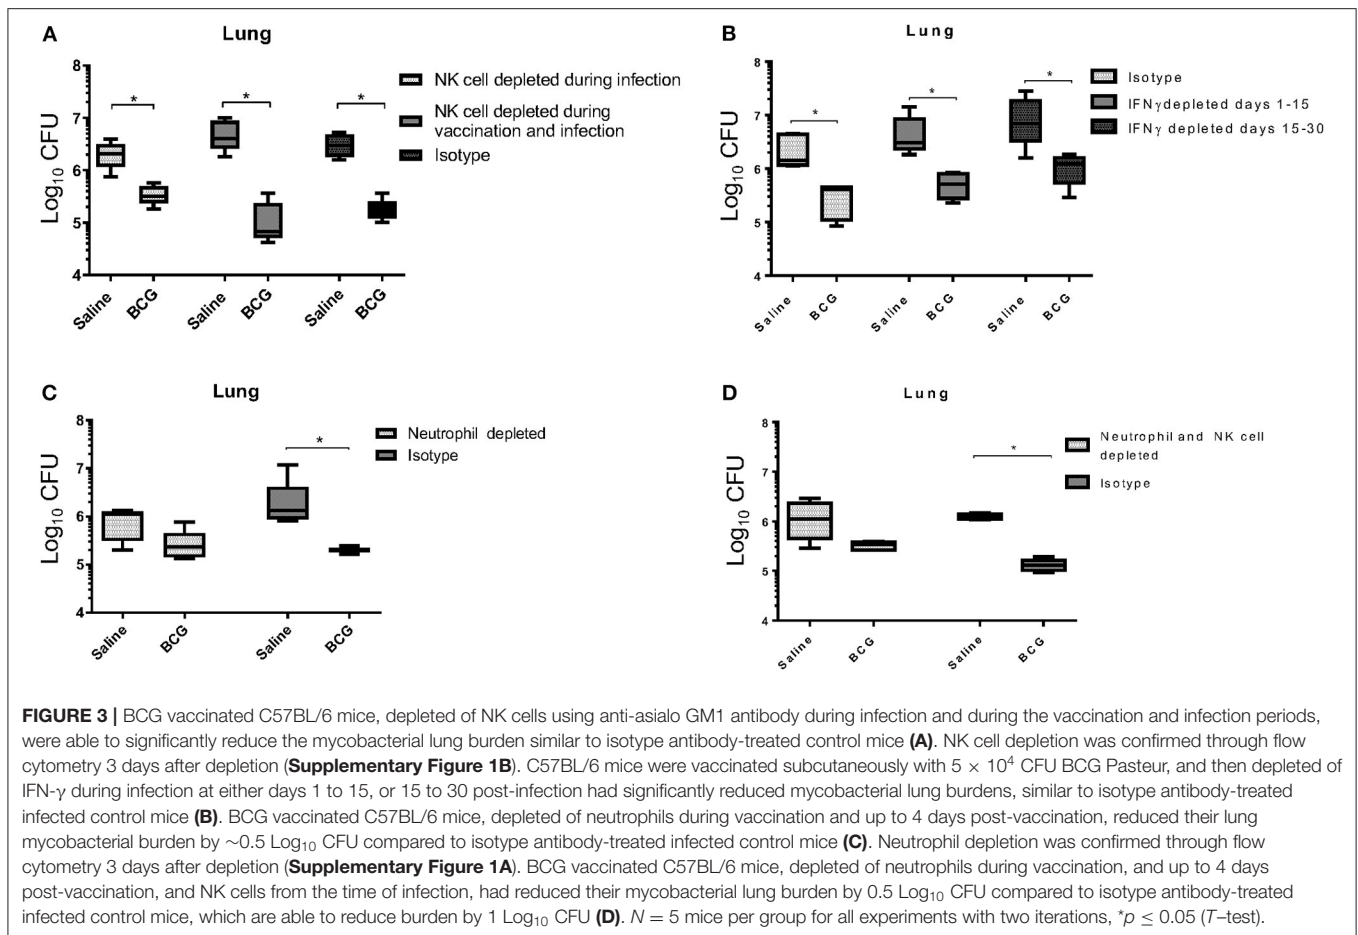 A
Lung
Log10 CFU
8
7
6
5
4
*
*
*
Saline
BCG
Saline
BCG
Saline
BCG
NK cell depleted during infection
NK cell depleted during
vaccination and infection
Isotype
B
Lung
Log10 CFU
8
7
6
5
4
*
*
*
Saline
BCG
Saline
BCG
Saline
BCG
Isotype
IFNγdepleted days 1-15
IFNγ depleted days 15-30
C
Lung
Log10 CFU
8
7
6
5
4
*
Saline
BCG
Saline
BCG
Neutrophil depleted
Isotype
D
Lung
Log10 CFU
8
7
6
5
4
*
Saline
BCG
Saline
BCG
Neutrophil and NK cell
depleted
Isotype
FIGURE 3 | BCG vaccinated C57BL/6 mice, depleted of NK cells using anti-asialo GM1 antibody during infection and during the vaccination and infection periods,
were able to significantly reduce the mycobacterial lung burden similar to isotype antibody-treated control mice (A). NK cell depletion was confirmed through flow
cytometry 3 days after depletion (Supplementary Figure 1B). C57BL/6 mice were vaccinated subcutaneously with 5 × 10⁴ CFU BCG Pasteur, and then depleted of
IFN-γ during infection at either days 1 to 15, or 15 to 30 post-infection had significantly reduced mycobacterial lung burdens, similar to isotype antibody-treated
infected control mice (B). BCG vaccinated C57BL/6 mice, depleted of neutrophils during vaccination and up to 4 days post-vaccination, reduced their lung
mycobacterial burden by ∼0.5 Log10 CFU compared to isotype antibody-treated infected control mice (C). Neutrophil depletion was confirmed through flow
cytometry 3 days after depletion (Supplementary Figure 1A). BCG vaccinated C57BL/6 mice, depleted of neutrophils during vaccination, and up to 4 days
post-vaccination, and NK cells from the time of infection, had reduced their mycobacterial lung burden by 0.5 Log10 CFU compared to isotype antibody-treated
infected control mice, which are able to reduce burden by 1 Log10 CFU (D). N = 5 mice per group for all experiments with two iterations, *p ≤ 0.05 (T–test).